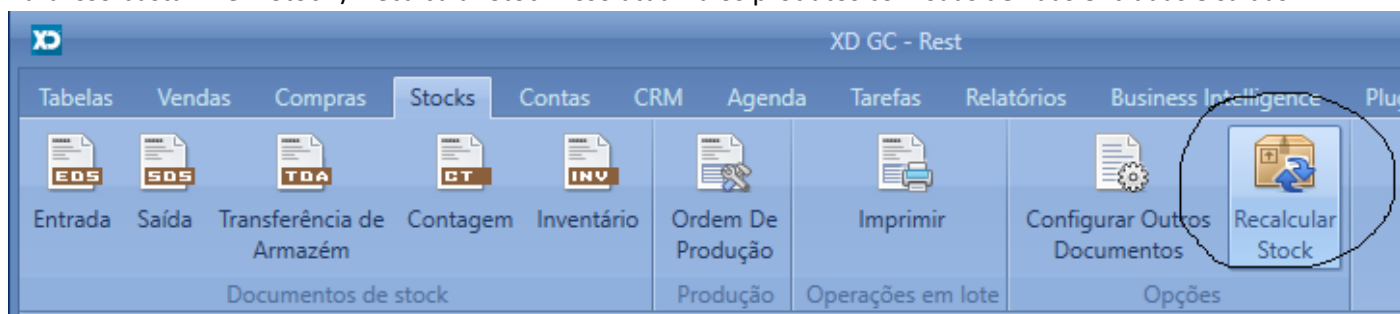 XD GC - Rest
Tabelas Vendas Compras Stocks Contas CRM Agenda Tarefas Relatórios Business Intelligence Plug
EDS SDS TDA CT INV
Entrada Saída Transferência de Armazém Contagem Inventário Ordem De Produção Imprimir Configurar Outros Documentos Recalcular Stock
Documentos de stock Produção Operações em lote Opções